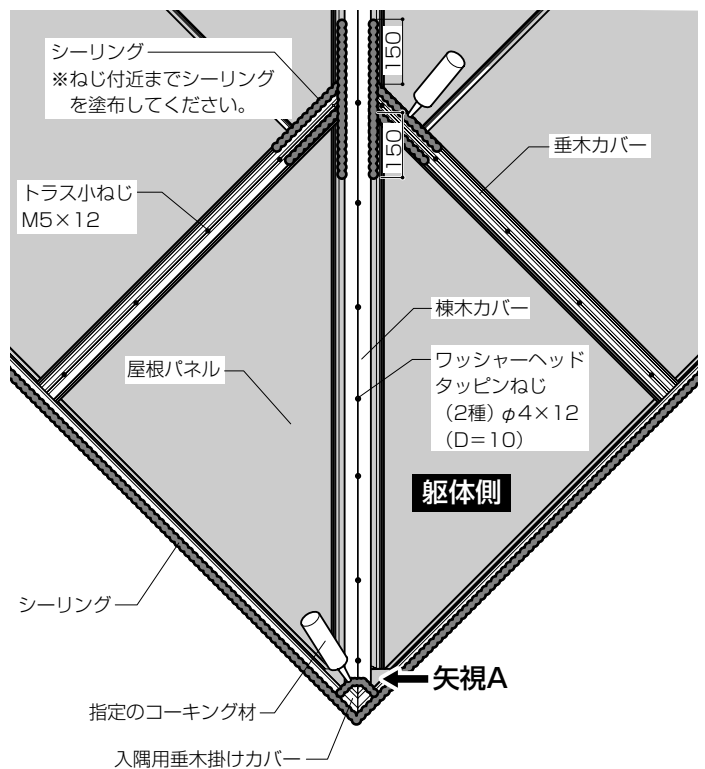 シーリング
※ねじ付近までシーリング
を塗布してください。
150
150
垂木カバー
トラス小ねじ
M5×12
棟木カバー
屋根パネル
ワッシャーヘッド
タッピンねじ
（2種）φ4×12
（D＝10）
躯体側
シーリング
矢視A
指定のコーキング材
入隅用垂木掛けカバー